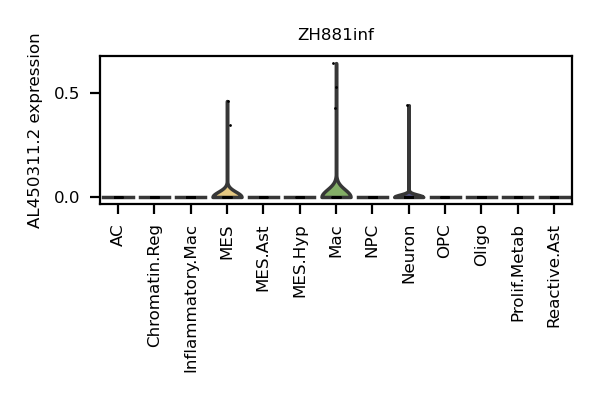 ZH881inf
AL450311.2 expression
0.5
0.0
AC
Chromatin.Reg
Inflammatory.Mac
MES
MES.Ast
MES.Hyp
Mac
NPC
Neuron
OPC
Oligo
Prolif.Metab
Reactive.Ast